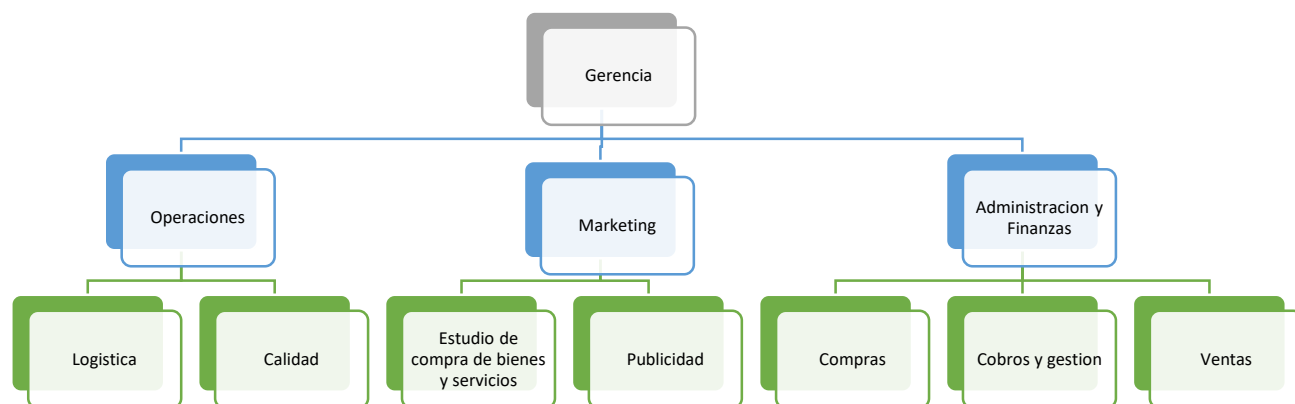 Gerencia
Operaciones
Marketing
Administracion y
Finanzas
Logistica
Calidad
Estudio de
compra de bienes
y servicios
Publicidad
Compras
Cobros y gestion
Ventas